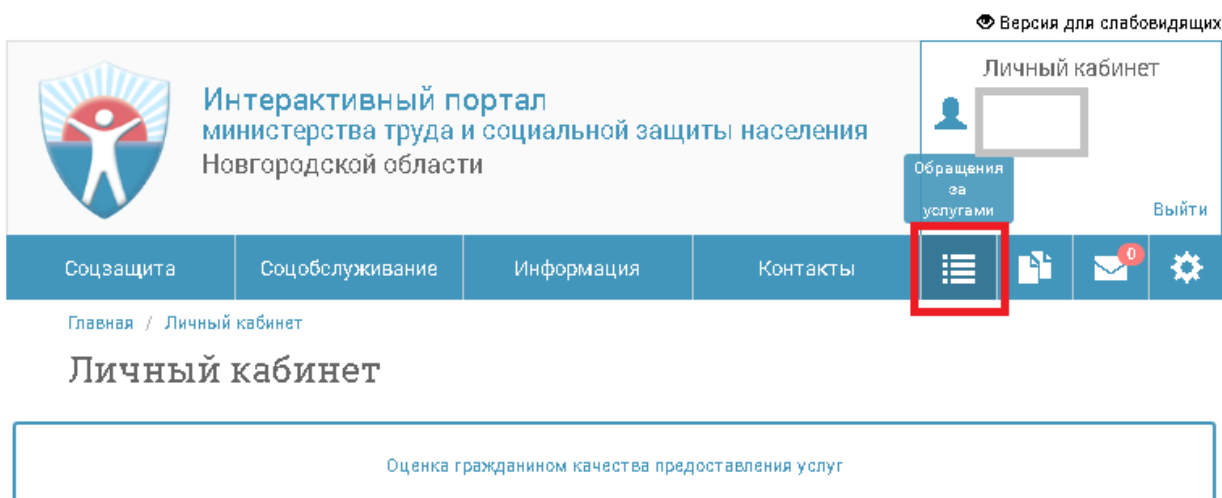 Версия для слабовидящих
Интерактивный портал
министерства труда и социальной защиты населения
Новгородской области
Личный кабинет
Обращения
за
услугами
Выйти
Соцзащита
Соцобслуживание
Информация
Контакты
0
Главная / Личный кабинет
Личный кабинет
Оценка гражданином качества предоставления услуг